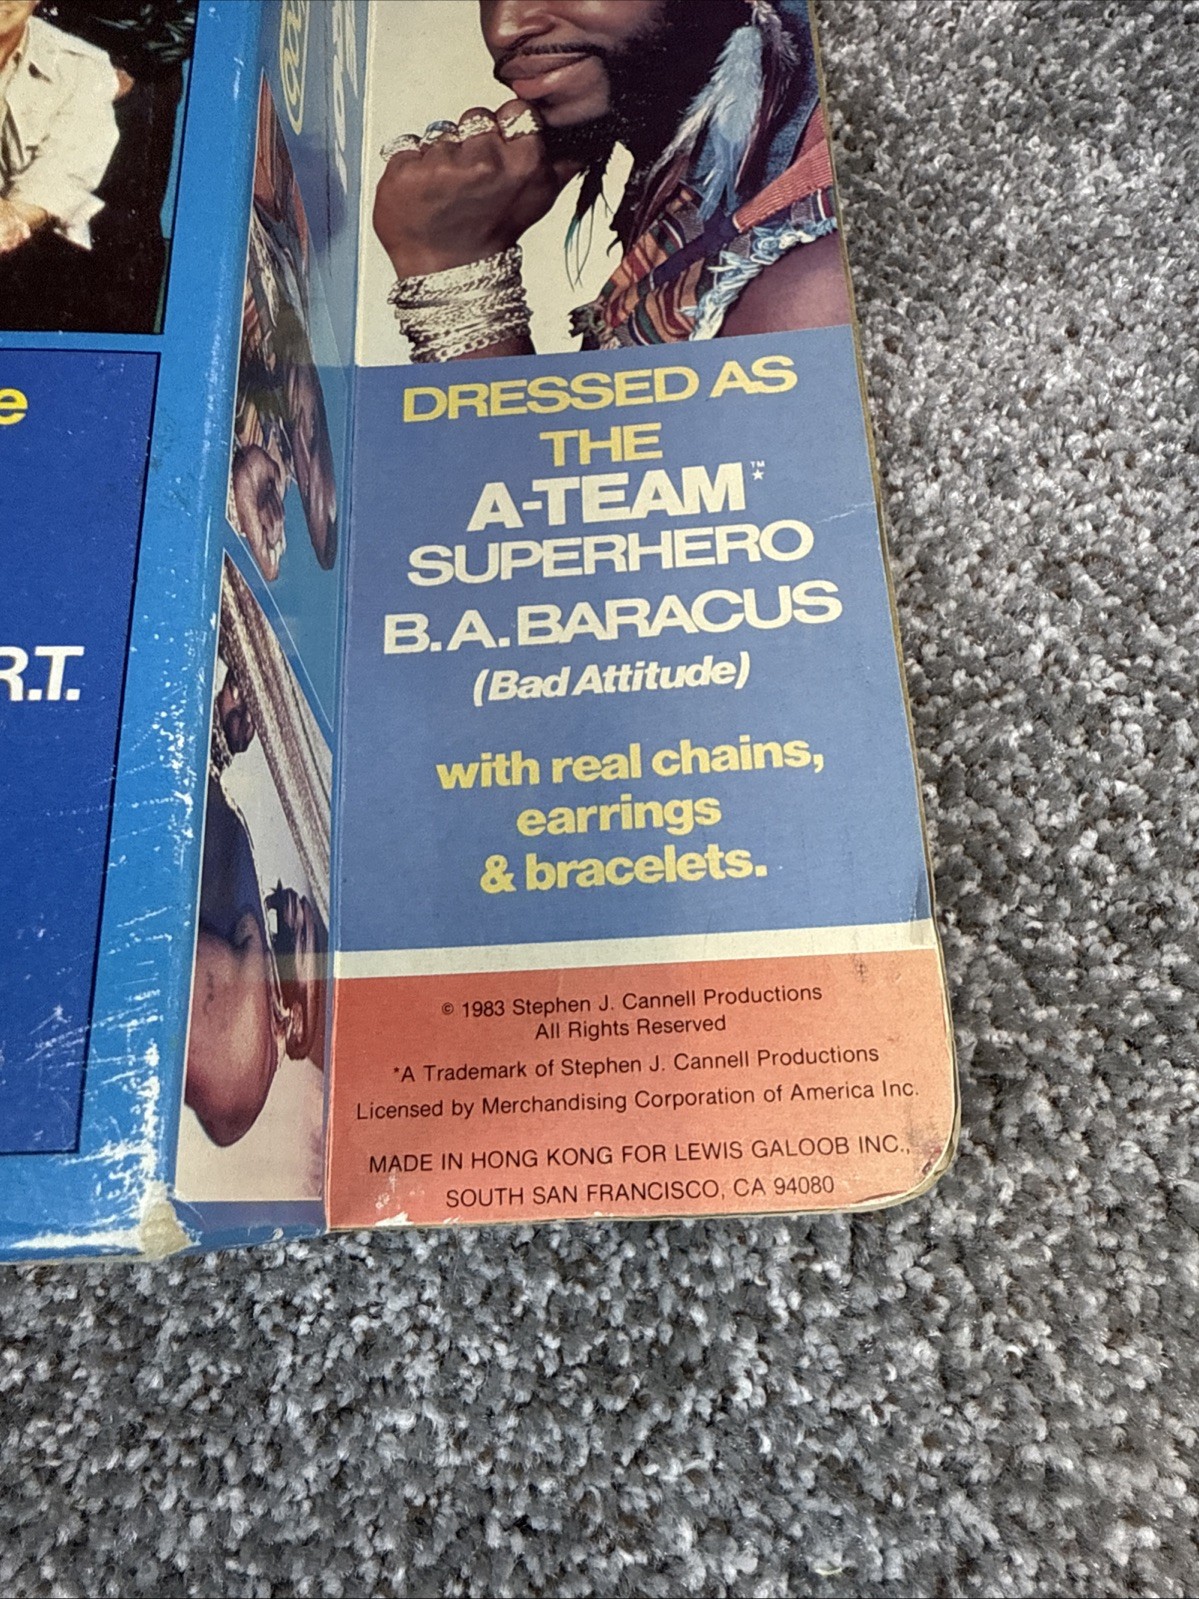 e
R.T.
DRESSED AS
THE
A-TEAM™*
SUPERHERO
B.A. BARACUS
(Bad Attitude)
with real chains,
earrings
& bracelets.
© 1983 Stephen J. Cannell Productions
All Rights Reserved
*A Trademark of Stephen J. Cannell Productions
Licensed by Merchandising Corporation of America Inc.
MADE IN HONG KONG FOR LEWIS GALOOB INC.,
SOUTH SAN FRANCISCO, CA 94080